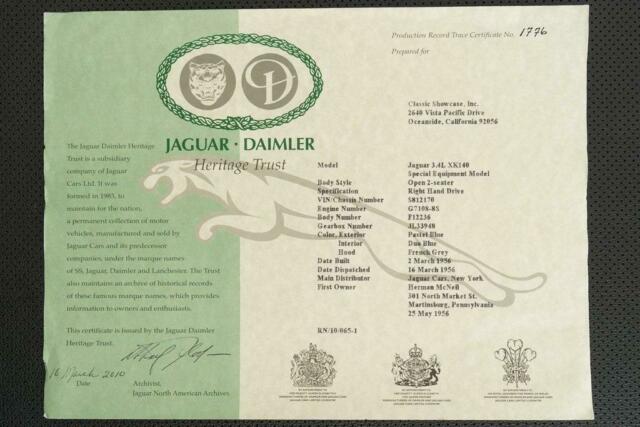 Production Record Trace Certificate No. 1776
Prepared for
Classic Showcase, Inc.
2640 Vista Pacific Drive
Oceanside, California 92056
JAGUAR · DAIMLER
Heritage Trust
The Jaguar Daimler Heritage
Trust is a subsidiary
company of Jaguar
Cars Ltd. It was
formed in 1983, to
maintain for the nation,
a permanent collection of motor
vehicles, manufactured and sold by
Jaguar Cars and its predecessor
companies, under the marque names
of SS, Jaguar, Daimler and Lanchester. The Trust
also maintains an archive of historical records
of these famous marque names, which provides
information to owners and enthusiasts.
This certificate is issued by the Jaguar Daimler
Heritage Trust.
16 March 2010
Date Archivist,
Jaguar North American Archives
Model Jaguar 3.4L XK140
Special Equipment Model
Body Style Open 2-seater
Specification Right Hand Drive
VIN/Chassis Number S812170
Engine Number G7108-8S
Body Number F12236
Gearbox Number JL33948
Color, Exterior Pastel Blue
Interior Duo Blue
Hood French Grey
Date Built 2 March 1956
Date Dispatched 16 March 1956
Main Distributor Jaguar Cars, New York
First Owner Herman McNeil
301 North Market St.
Martinsburg, Pennsylvania
25 May 1956
RN/10/065-1